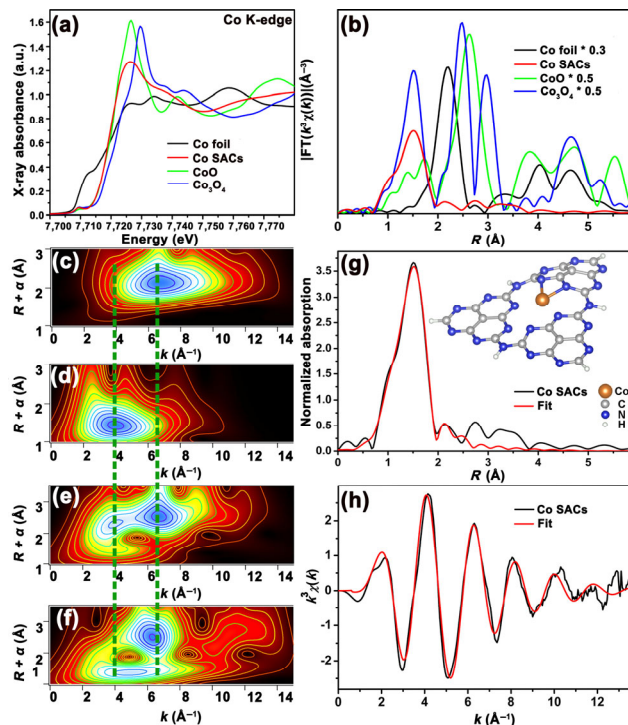 (a) Co K-edge
X-ray absorbance (a.u.)
1.6
1.4
1.2
1.0
0.8
0.6
0.4
0.2
0.0
Co foil
Co SACs
CoO
Co₃O₄
7,700 7,710 7,720 7,730 7,740 7,750 7,760 7,770
Energy (eV)
(b)
|FT(k³χ(k))|(Å⁻³)
Co foil * 0.3
Co SACs
CoO * 0.5
Co₃O₄ * 0.5
0 1 2 3 4 5
R (Å)
(c)
R + α (Å)
3
2
1
0 2 4 6 8 10 12 14
k (Å⁻¹)
(d)
R + α (Å)
3
2
1
0 2 4 6 8 10 12 14
k (Å⁻¹)
(e)
R + α (Å)
3
2
1
0 2 4 6 8 10 12 14
k (Å⁻¹)
(f)
R + α (Å)
3
2
1
0 2 4 6 8 10 12 14
k (Å⁻¹)
(g)
Normalized absorption
3.5
3.0
2.5
2.0
1.5
1.0
0.5
0
Co SACs
Fit
Co
C
N
H
0 1 2 3 4 5
R (Å)
(h)
k³χ(k)
2
1
0
-1
-2
Co SACs
Fit
0 2 4 6 8 10 12
k (Å⁻¹)